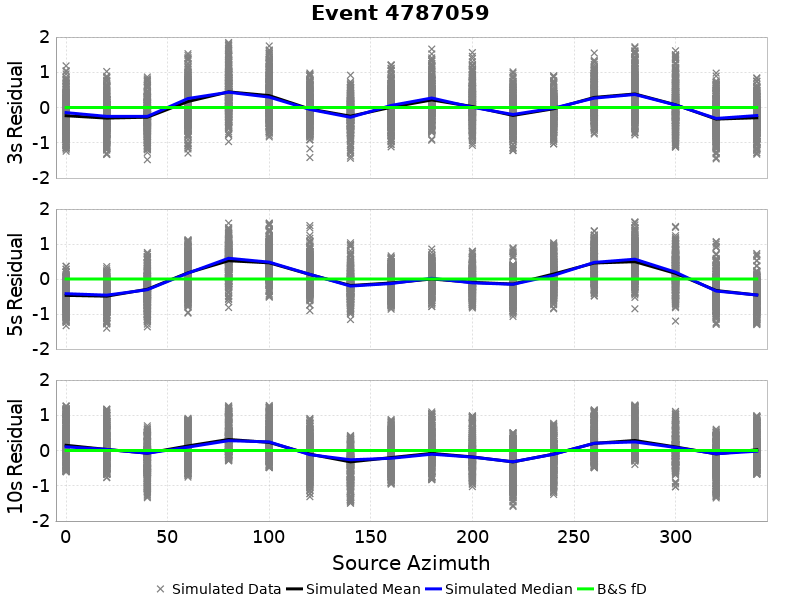 Event 4787059
3s Residual
2
1
0
-1
-2
5s Residual
2
1
0
-1
-2
10s Residual
2
1
0
-1
-2
0 50 100 150 200 250 300
Source Azimuth
Simulated Data Simulated Mean Simulated Median B&S fD